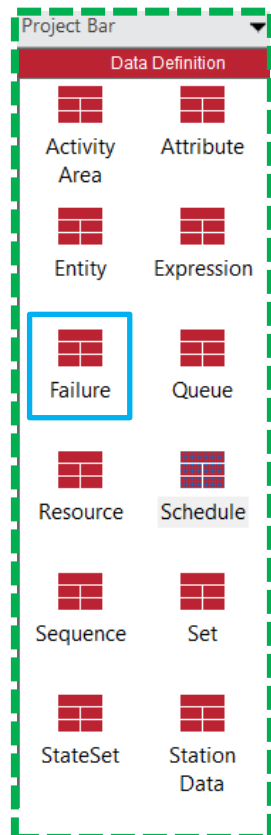 Project Bar
Data Definition
Activity
Area
Attribute
Entity
Expression
Failure
Queue
Resource
Schedule
Sequence
Set
StateSet
Station
Data